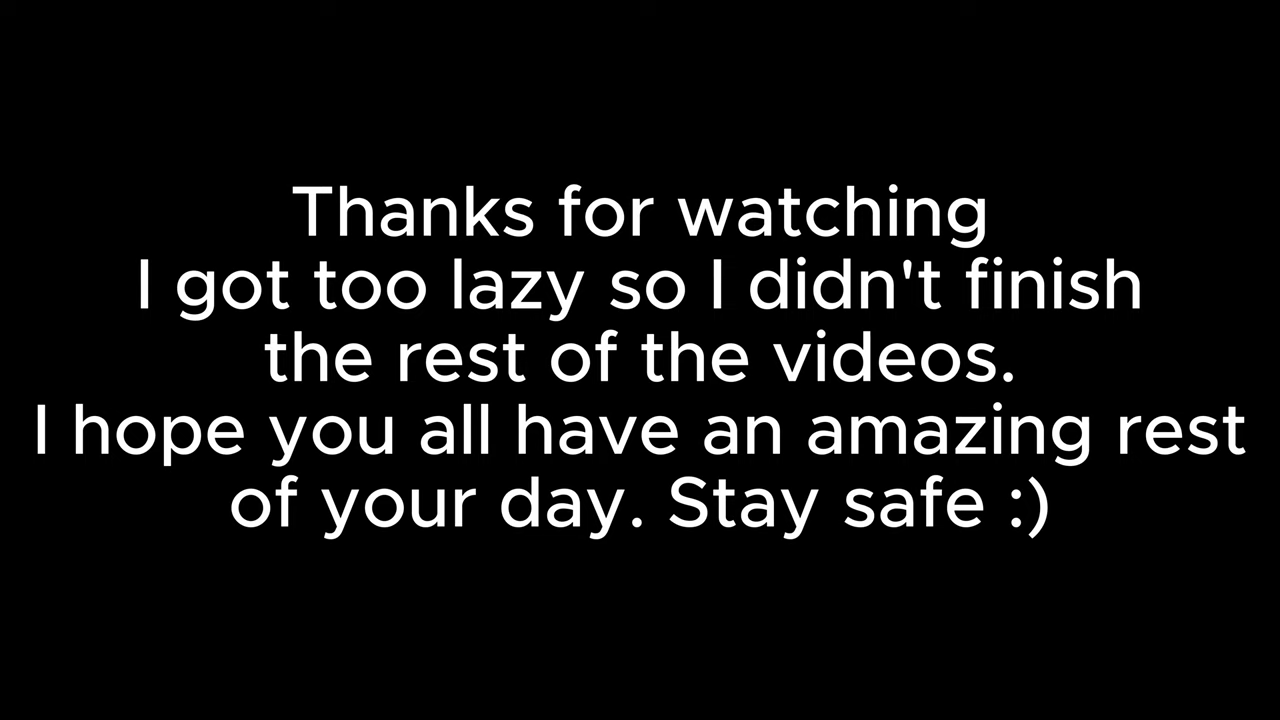 Thanks for watching
I got too lazy so I didn't finish
the rest of the videos.
I hope you all have an amazing rest
of your day. Stay safe :)